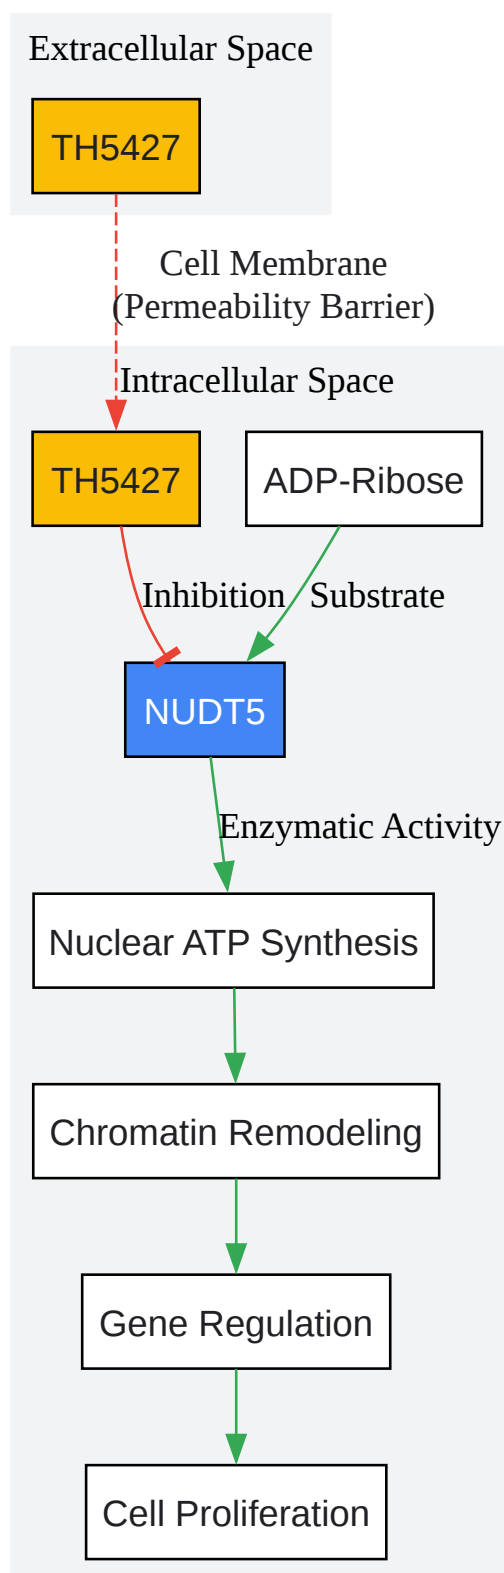 Extracellular Space
TH5427
Cell Membrane
(Permeability Barrier)
Intracellular Space
TH5427
ADP-Ribose
Inhibition
Substrate
NUDT5
Enzymatic Activity
Nuclear ATP Synthesis
Chromatin Remodeling
Gene Regulation
Cell Proliferation